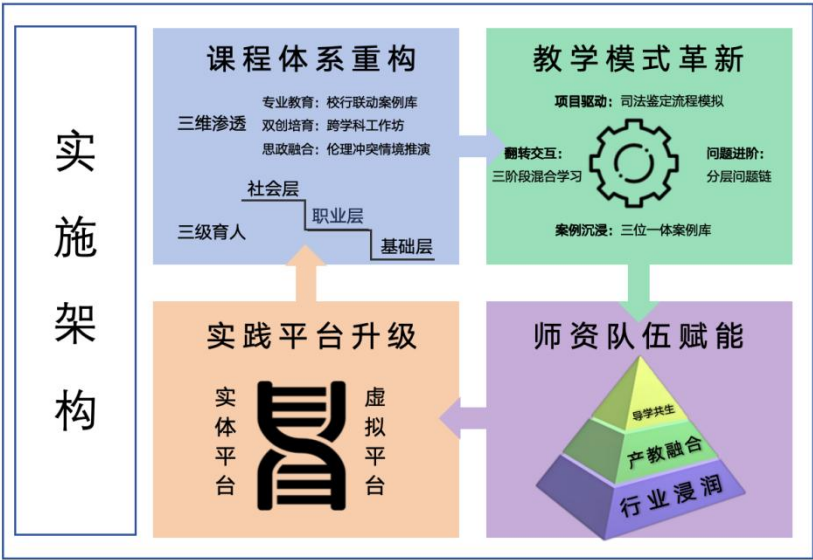 实施架构
课程体系重构
三维渗透
专业教育：校行联动案例库
双创培育：跨学科工作坊
思政融合：伦理冲突情境推演
三级育人
社会层
职业层
基础层
教学模式革新
项目驱动：司法鉴定流程模拟
翻转交互：
三阶段混合学习
问题进阶：
分层问题链
案例沉浸：三位一体案例库
实践平台升级
实体平台
虚拟平台
师资队伍赋能
导学共生
产教融合
行业浸润